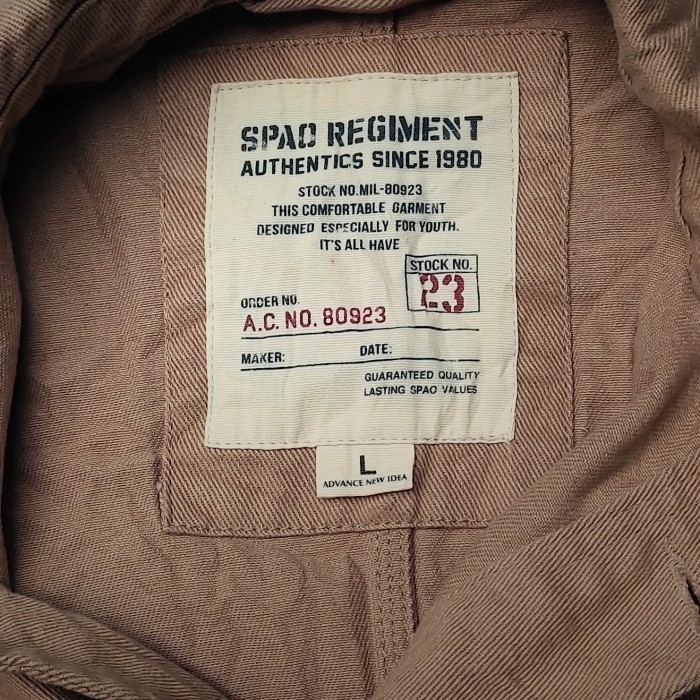 SPAO REGIMENT
AUTHENTICS SINCE 1980
STOCK NO.MIL-80923
THIS COMFORTABLE GARMENT
DESIGNED ESPECIALLY FOR YOUTH.
IT'S ALL HAVE
STOCK NO.
23
ORDER NO.
A.C. NO. 80923
MAKER: DATE:
GUARANTEED QUALITY
LASTING SPAO VALUES
L
ADVANCE NEW IDEA